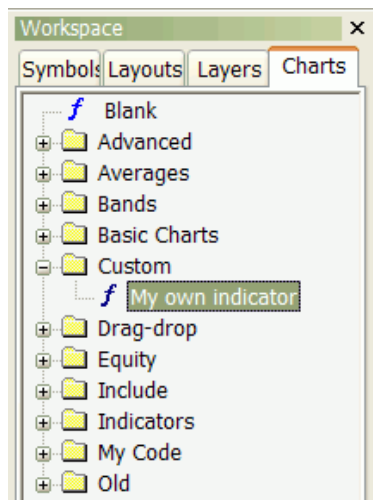 Workspace
Symbols Layouts Layers Charts
f Blank
Advanced
Averages
Bands
Basic Charts
Custom
f My own indicator
Drag-drop
Equity
Include
Indicators
My Code
Old